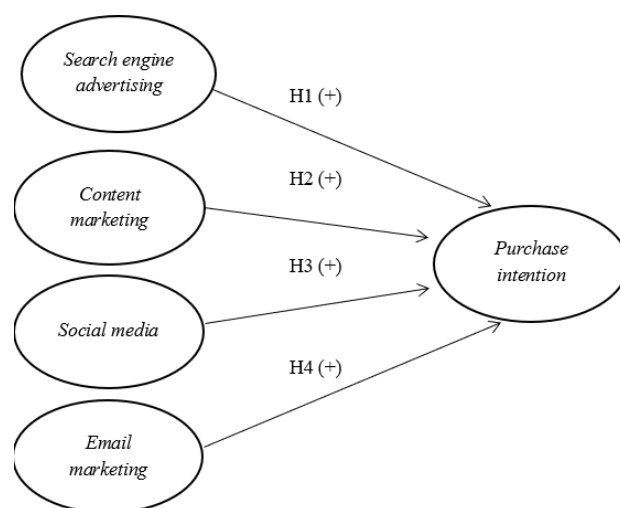 Search engine
advertising
H1 (+)
Content
marketing
H2 (+)
Purchase
intention
H3 (+)
Social media
H4 (+)
Email
marketing